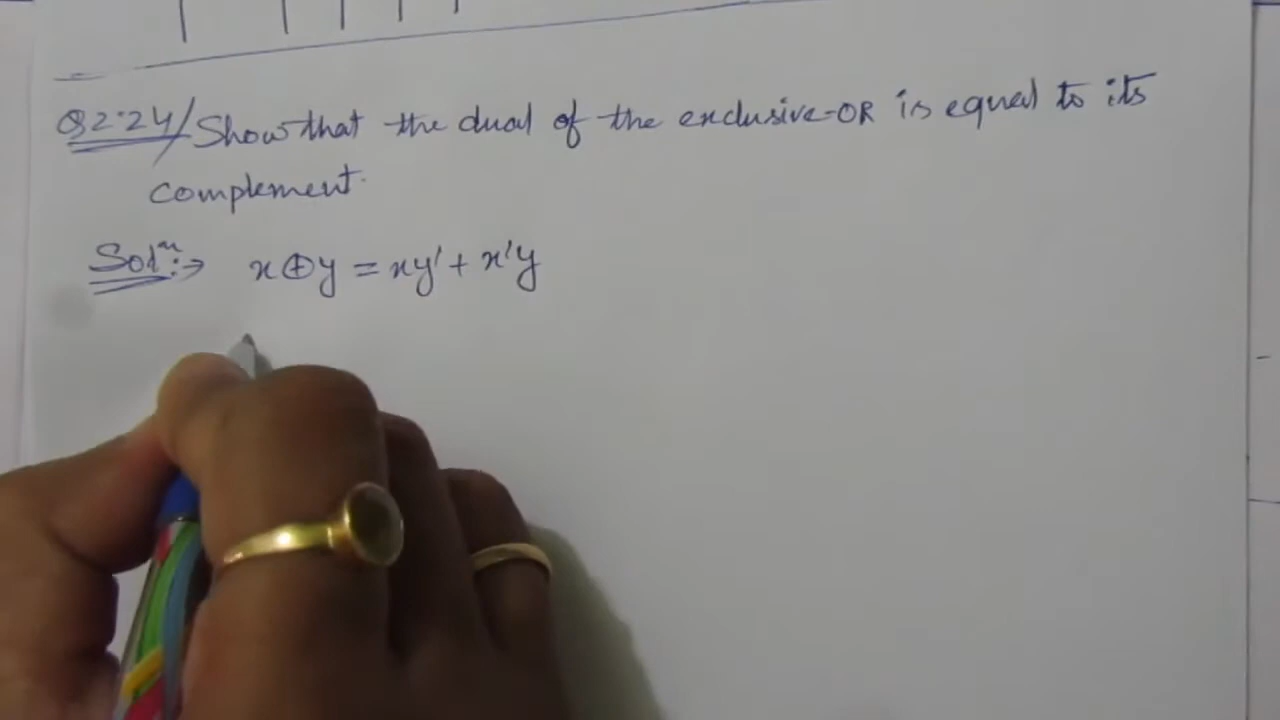 Q2.24/ Show that the dual of the exclusive-OR is equal to its
complement.
Solⁿ:→ x⊕y = xy' + x'y